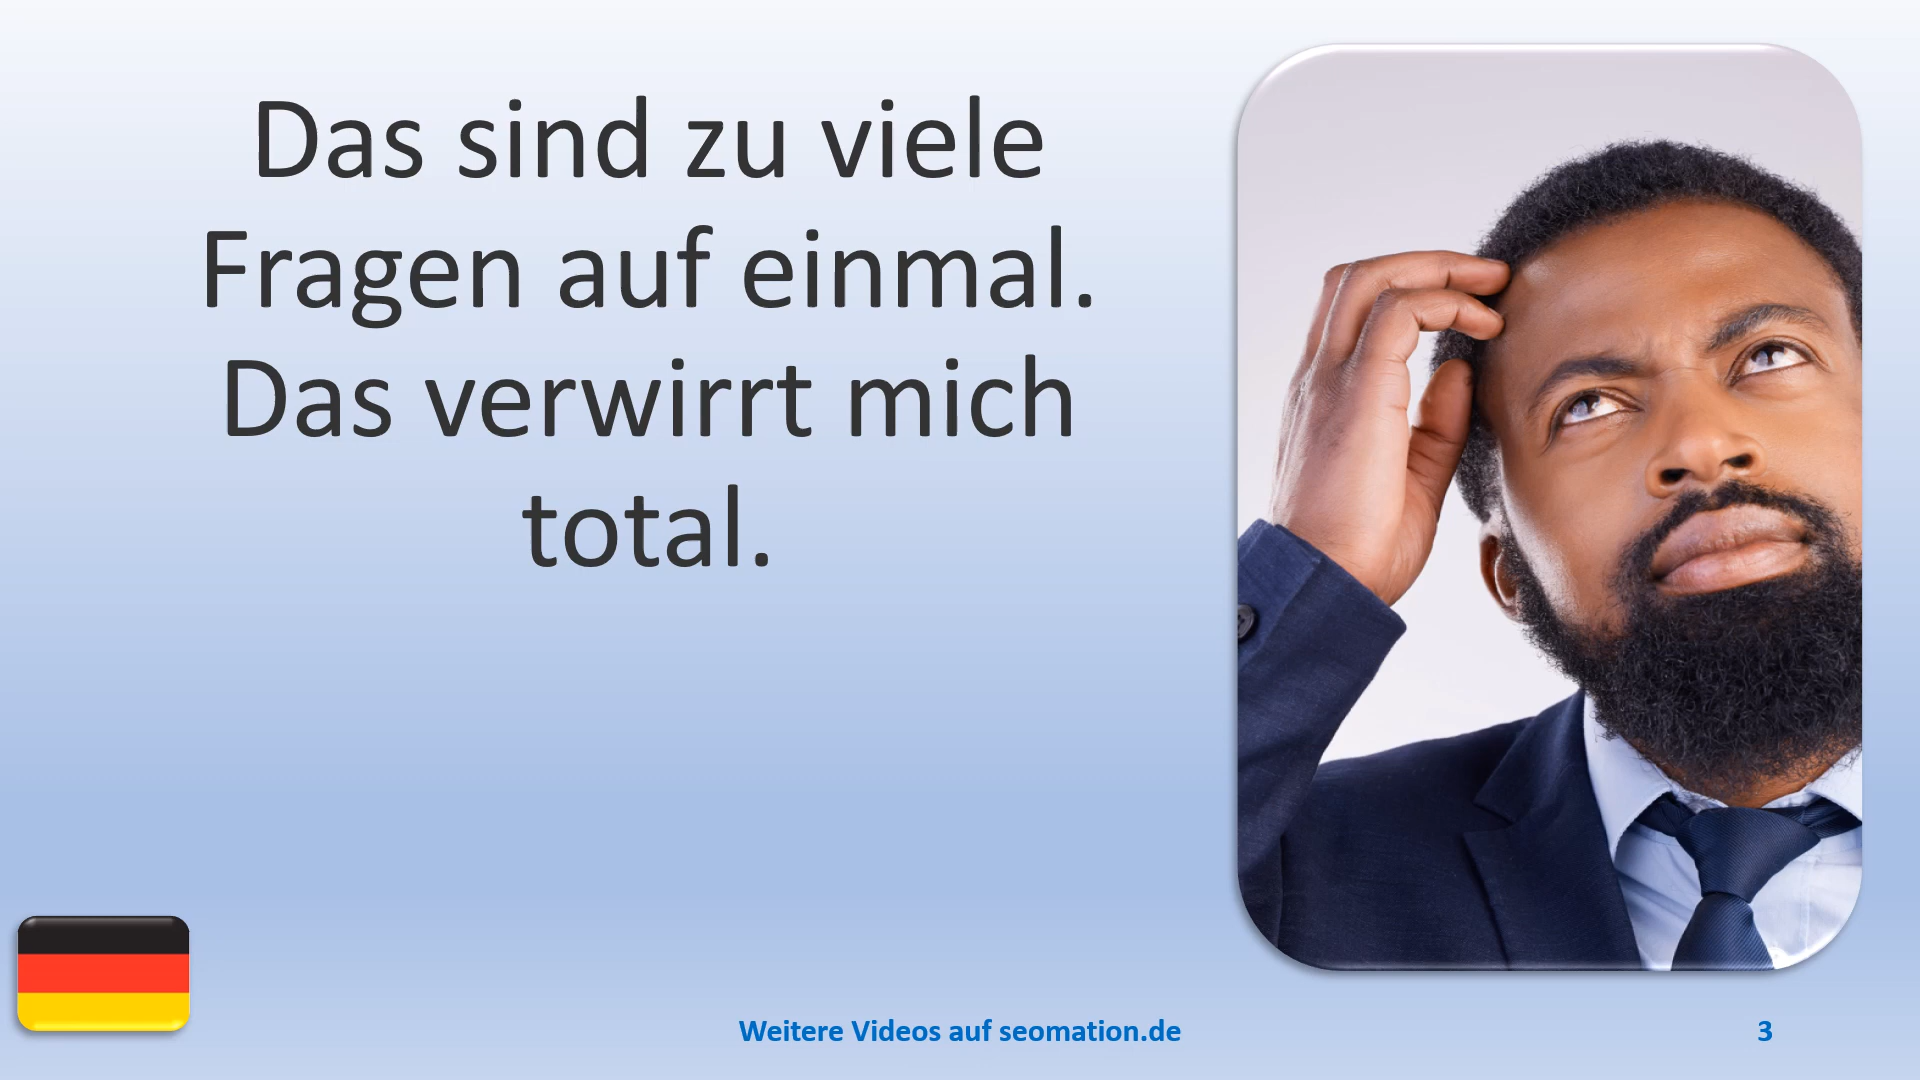 Das sind zu viele
Fragen auf einmal.
Das verwirrt mich
total.
Weitere Videos auf seomation.de
3